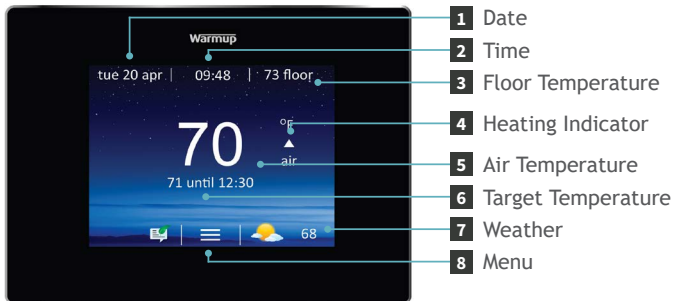 Warmup
tue 20 apr | 09:48 | 73 floor
70
°F
air
71 until 12:30
68
1 Date
2 Time
3 Floor Temperature
4 Heating Indicator
5 Air Temperature
6 Target Temperature
7 Weather
8 Menu